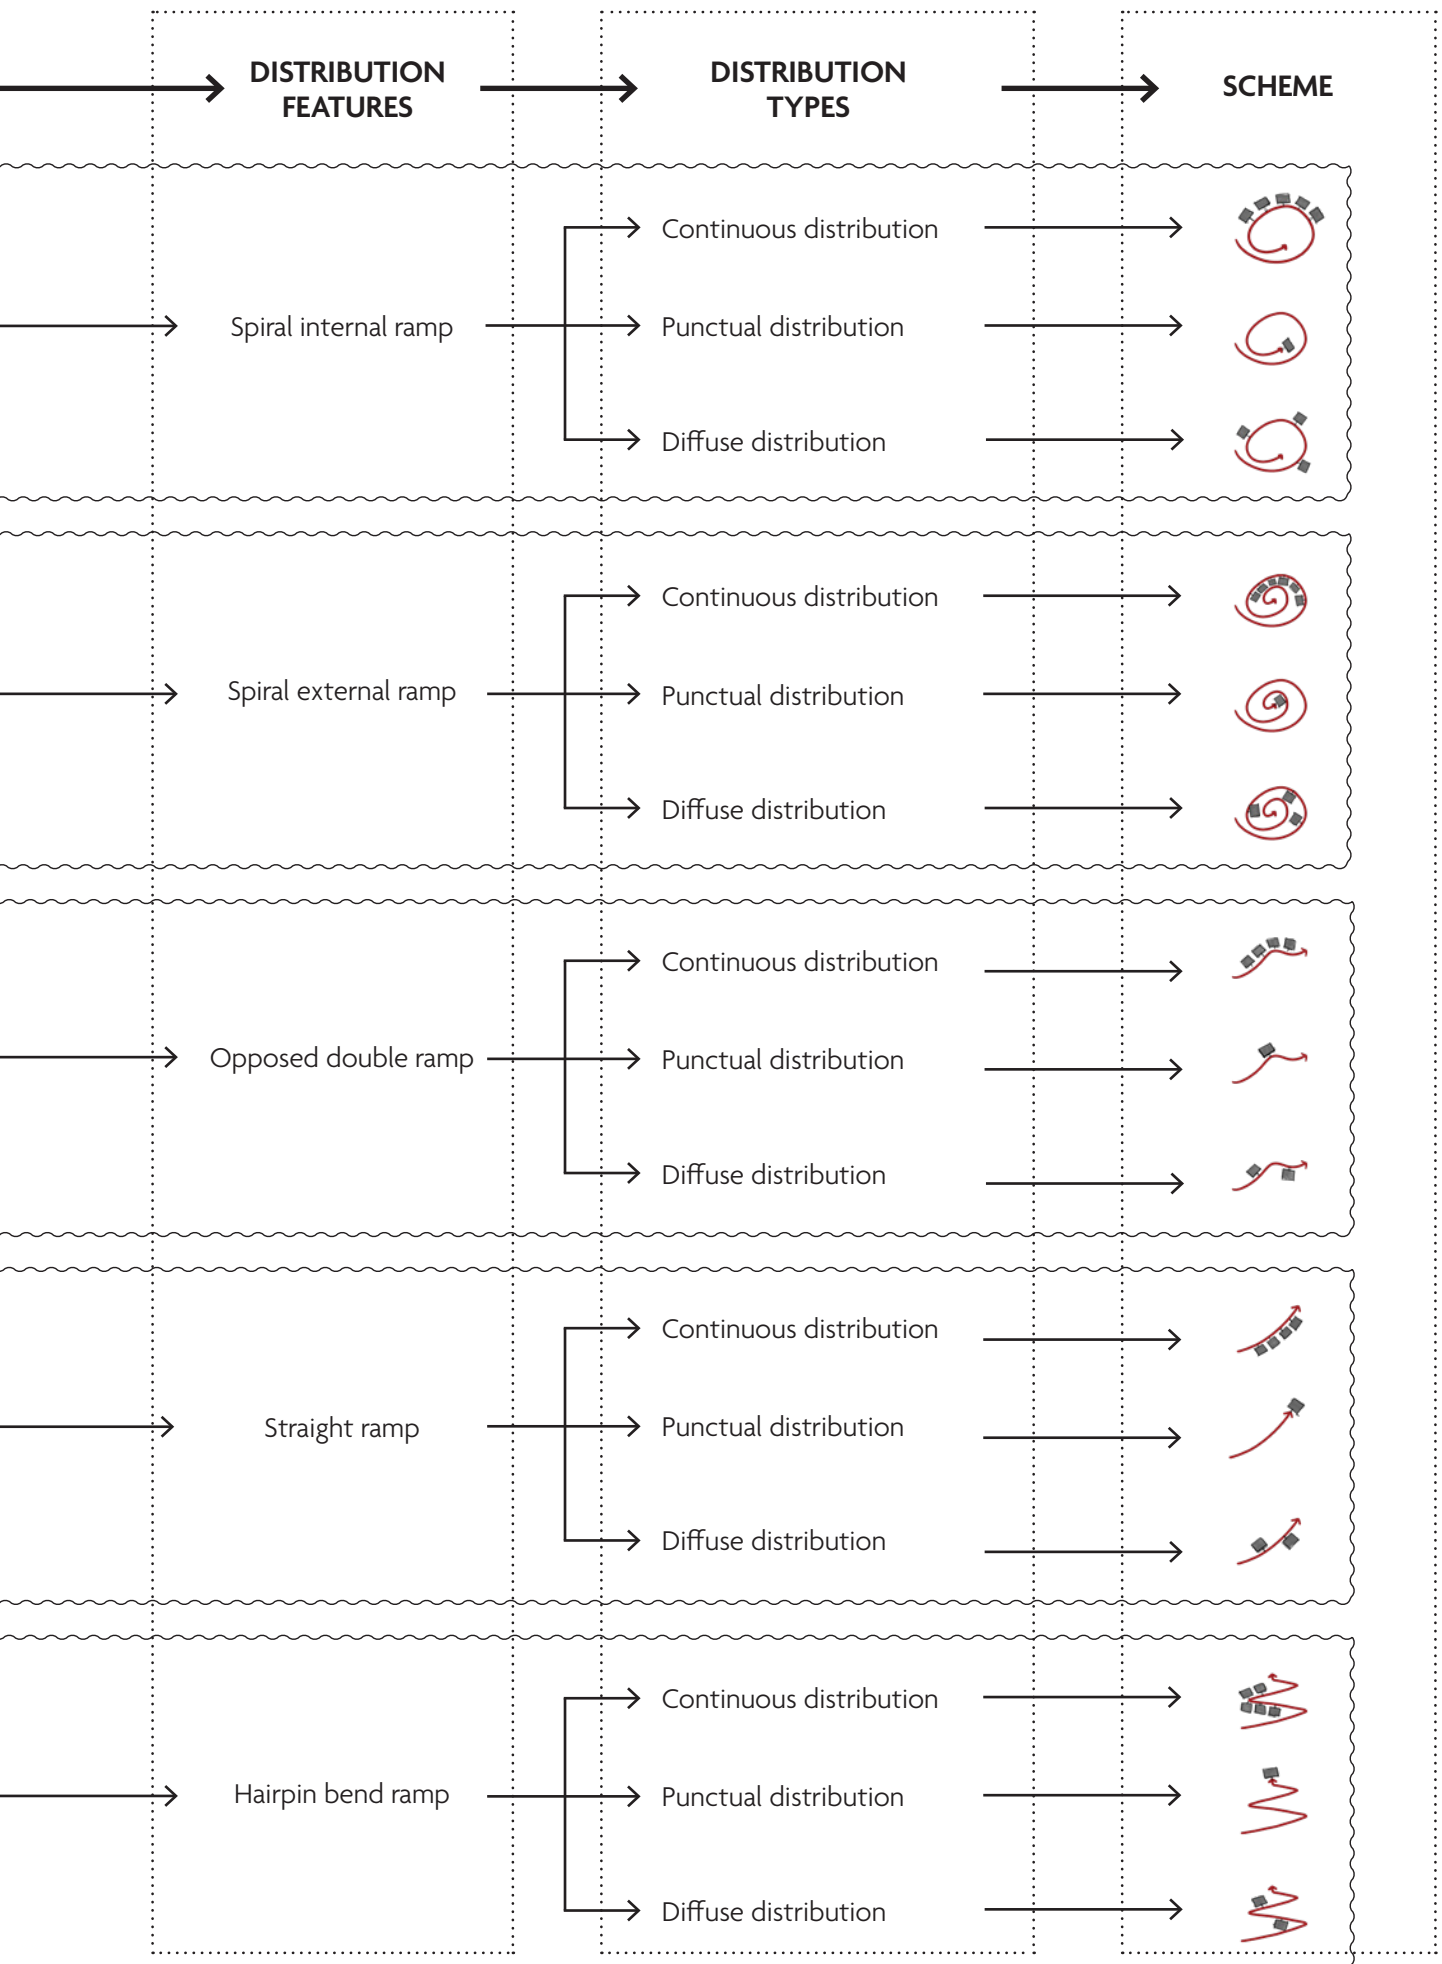 DISTRIBUTION
FEATURES
DISTRIBUTION
TYPES
SCHEME
Spiral internal ramp
Continuous distribution
Punctual distribution
Diffuse distribution
Spiral external ramp
Continuous distribution
Punctual distribution
Diffuse distribution
Opposed double ramp
Continuous distribution
Punctual distribution
Diffuse distribution
Straight ramp
Continuous distribution
Punctual distribution
Diffuse distribution
Hairpin bend ramp
Continuous distribution
Punctual distribution
Diffuse distribution